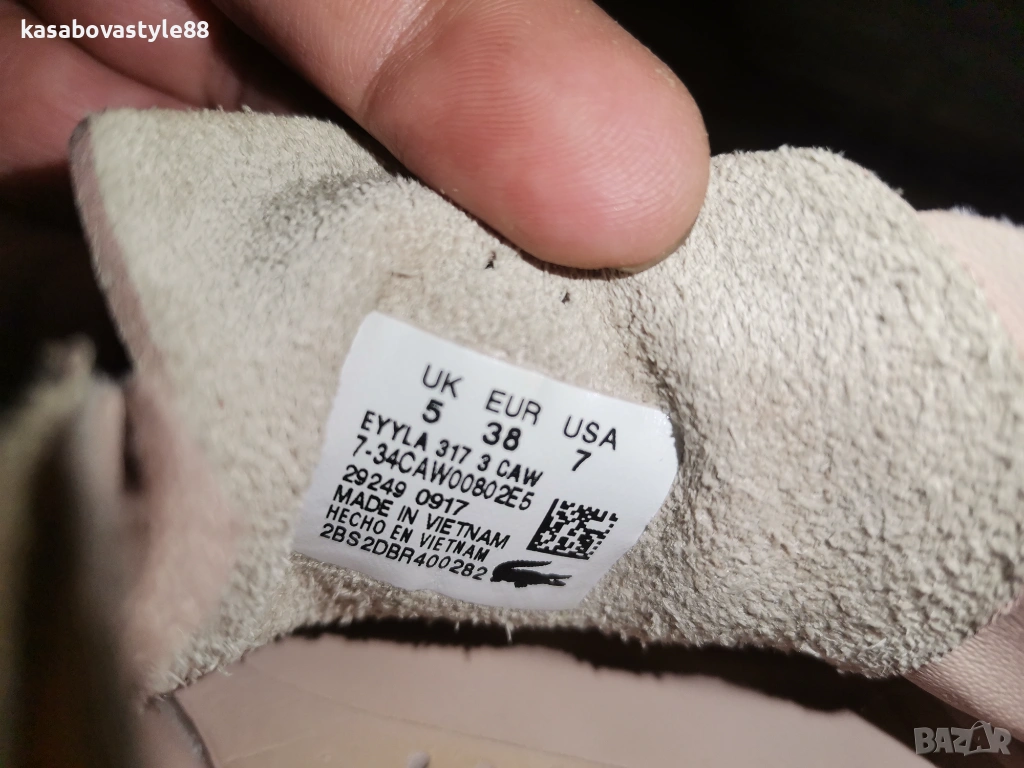 kasabovastyle88
UK EUR USA
5 38 7
EYYLA 317 3 CAW
7-34CAW00802E5
29249 0917
MADE IN VIETNAM
HECHO EN VIETNAM
2BS2DBR400282
BAZAR